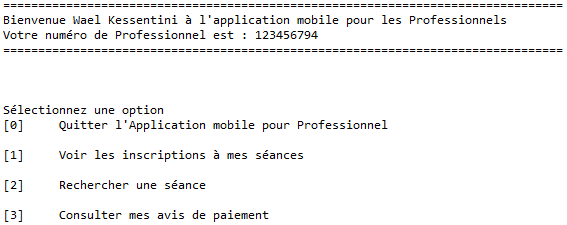 ================================================================================
Bienvenue Wael Kessentini à l'application mobile pour les Professionnels
Votre numéro de Professionnel est : 123456794
================================================================================
Sélectionnez une option
[0] Quitter l'Application mobile pour Professionnel
[1] Voir les inscriptions à mes séances
[2] Rechercher une séance
[3] Consulter mes avis de paiement